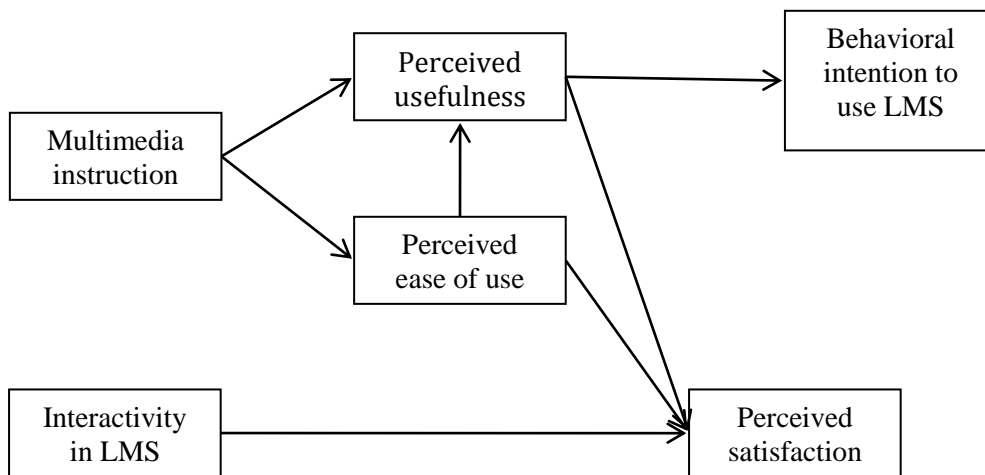 Behavioral
intention to
use LMS
Perceived
usefulness
Multimedia
instruction
Perceived
ease of use
Interactivity
in LMS
Perceived
satisfaction